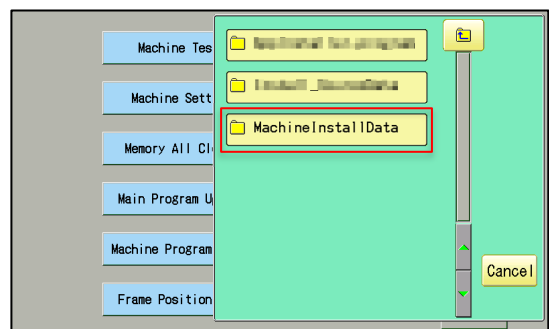 Machine Tes
Machine Sett
Memory All Cl
Main Program U
Machine Program
Frame Position
MachineInstallData
Cancel